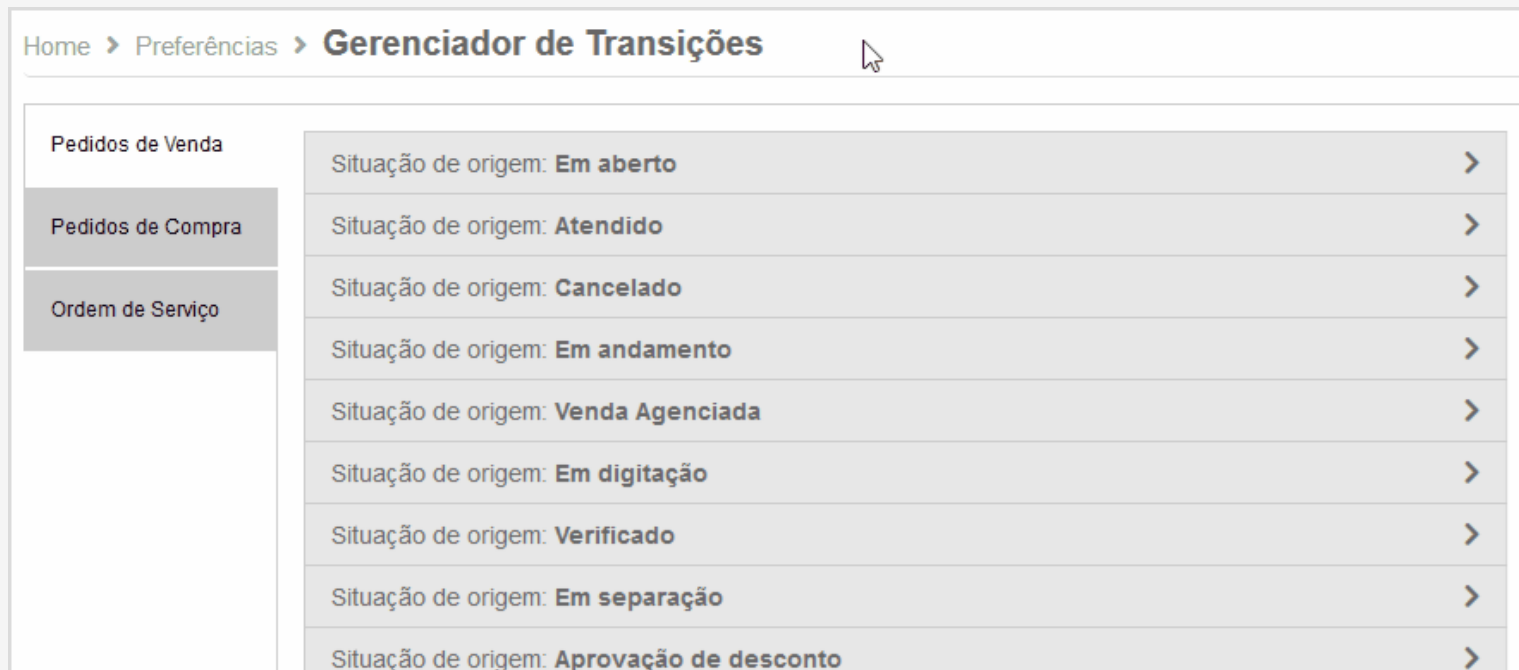 Home > Preferências > Gerenciador de Transições
Pedidos de Venda
Pedidos de Compra
Ordem de Serviço
Situação de origem: Em aberto
Situação de origem: Atendido
Situação de origem: Cancelado
Situação de origem: Em andamento
Situação de origem: Venda Agenciada
Situação de origem: Em digitação
Situação de origem: Verificado
Situação de origem: Em separação
Situação de origem: Aprovação de desconto